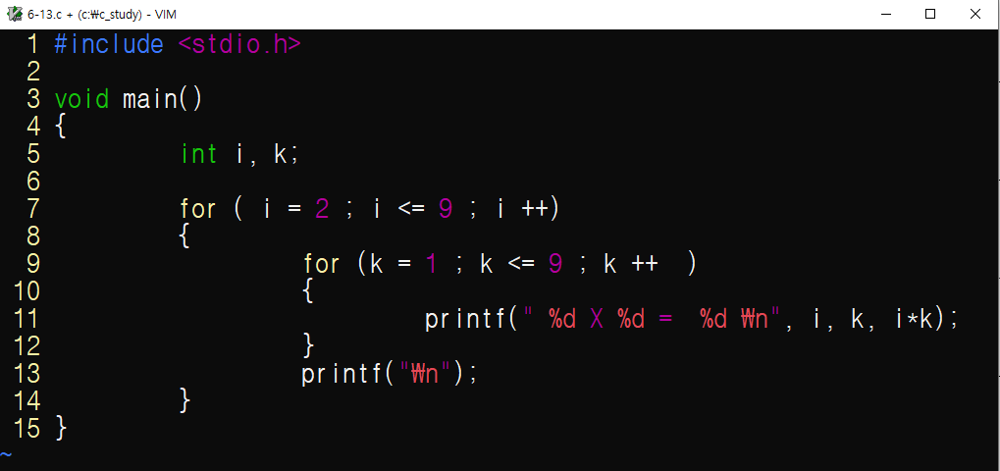 6-13.c + (c:₩c_study) - VIM
1 #include <stdio.h>
2
3 void main()
4 {
5         int i, k;
6
7         for ( i = 2 ; i <= 9 ; i ++)
8         {
9                 for (k = 1 ; k <= 9 ; k ++  )
10                 {
11                         printf(" %d X %d =  %d ₩n", i, k, i*k);
12                 }
13                 printf("₩n");
14         }
15 }
~